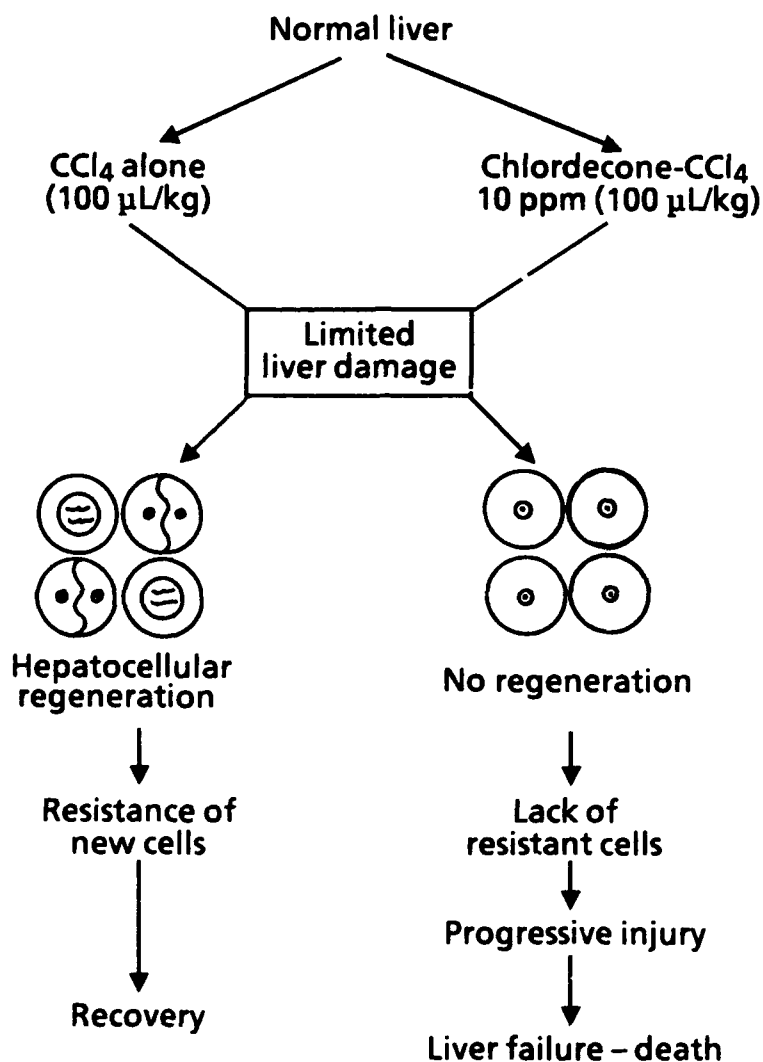 Normal liver
CCl₄ alone
(100 µL/kg)
Chlordecone-CCl₄
10 ppm (100 µL/kg)
Limited
liver damage
Hepatocellular
regeneration
No regeneration
Resistance of
new cells
Lack of
resistant cells
Progressive injury
Recovery
Liver failure – death